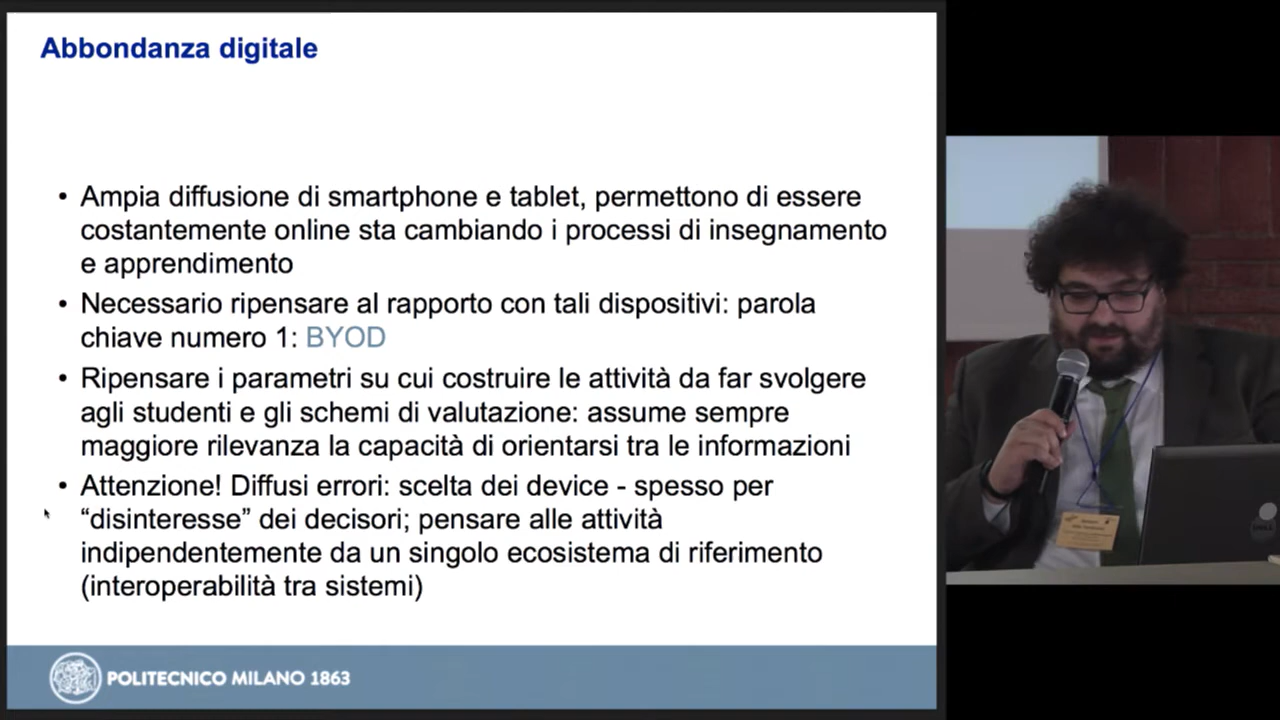 Abbondanza digitale
• Ampia diffusione di smartphone e tablet, permettono di essere
costantemente online sta cambiando i processi di insegnamento
e apprendimento
• Necessario ripensare al rapporto con tali dispositivi: parola
chiave numero 1: BYOD
• Ripensare i parametri su cui costruire le attività da far svolgere
agli studenti e gli schemi di valutazione: assume sempre
maggiore rilevanza la capacità di orientarsi tra le informazioni
• Attenzione! Diffusi errori: scelta dei device - spesso per
“disinteresse” dei decisori; pensare alle attività
indipendentemente da un singolo ecosistema di riferimento
(interoperabilità tra sistemi)
POLITECNICO MILANO 1863